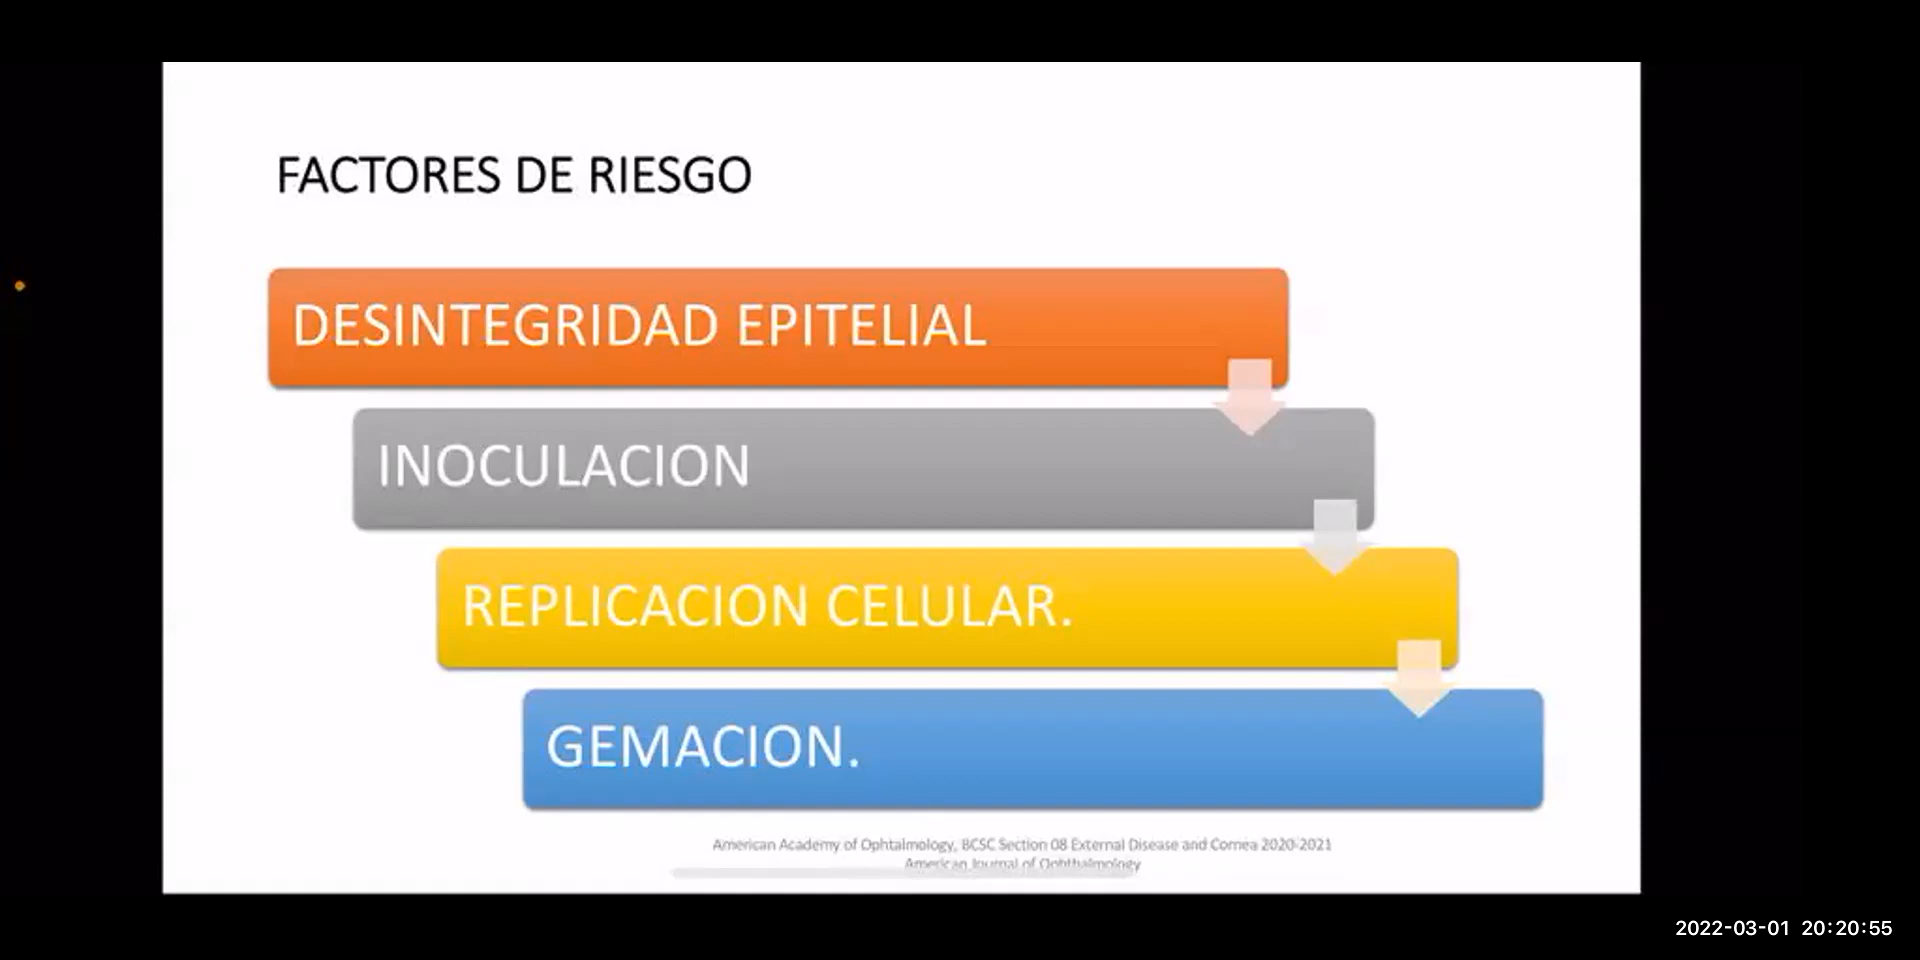 FACTORES DE RIESGO
DESINTEGRIDAD EPITELIAL
INOCULACION
REPLICACION CELULAR.
GEMACION.
American Academy of Ophtalmology, BCSC Section 08 External Disease and Cornea 2020-2021
American Journal of Ophthalmology
2022-03-01 20:20:55